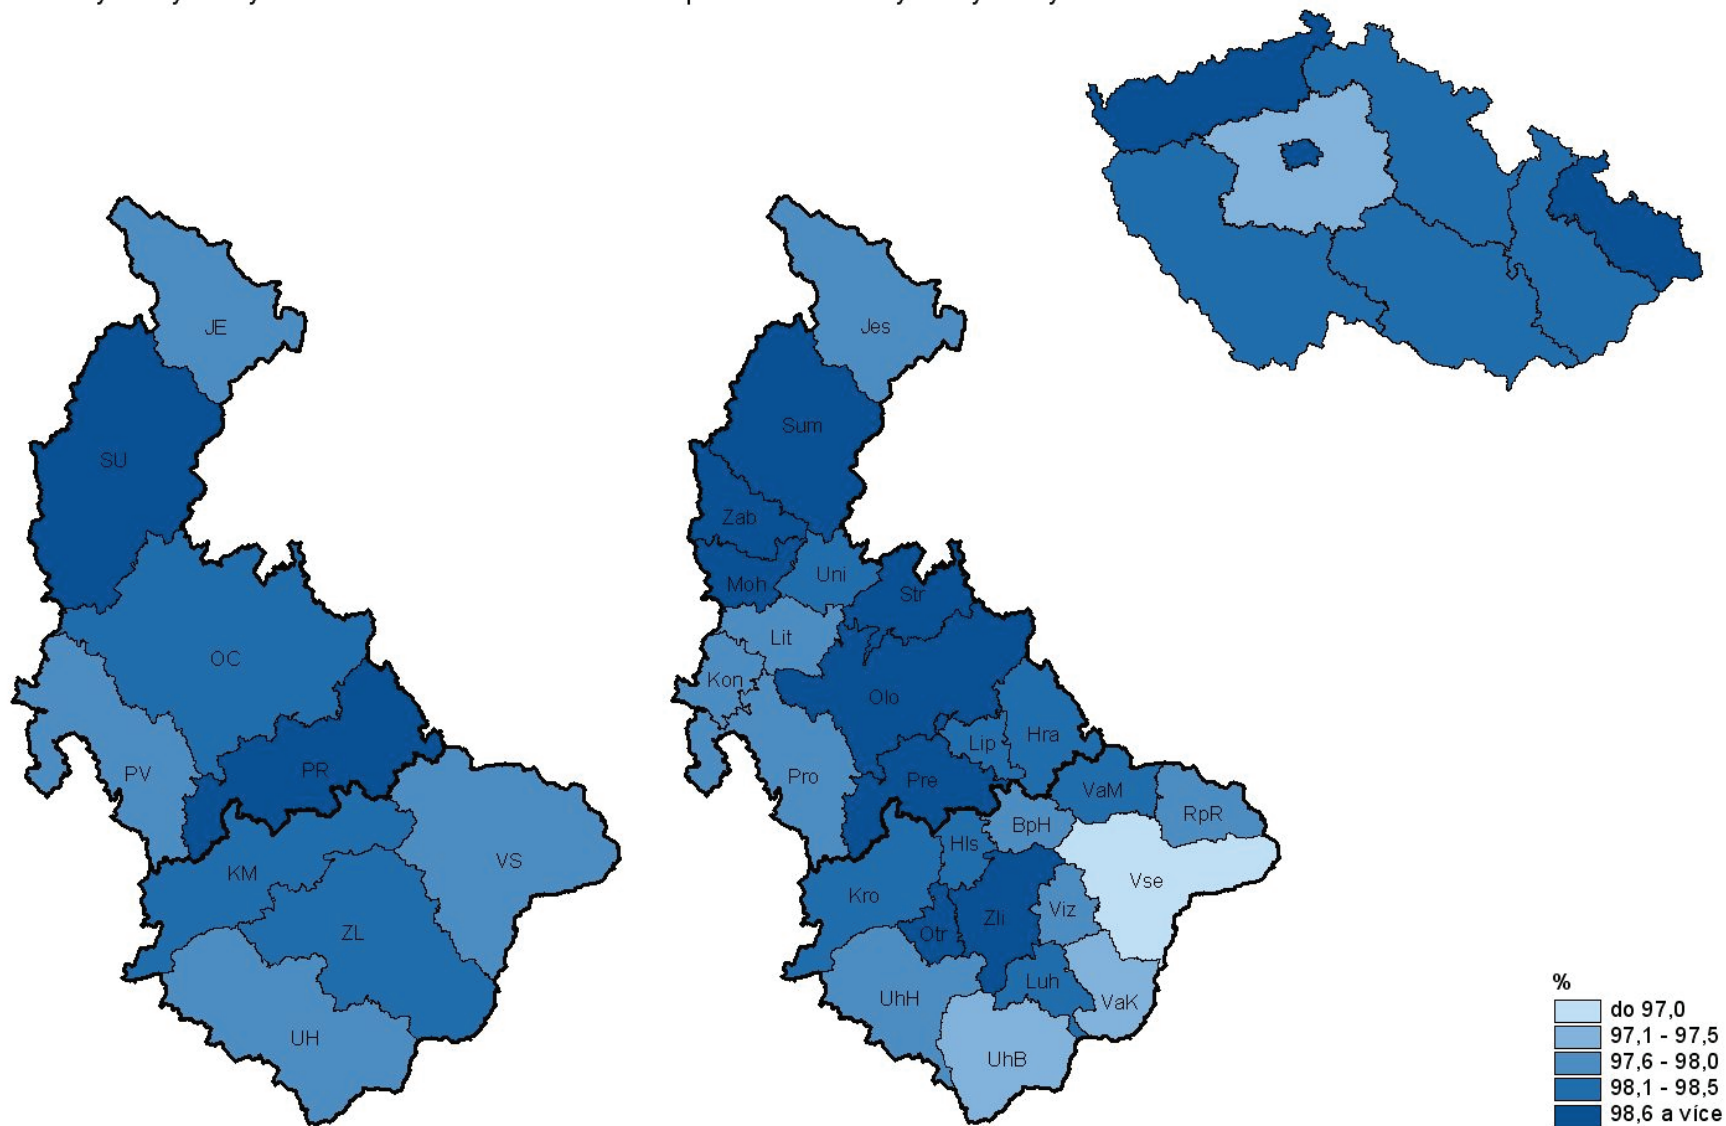 JE
SU
OC
PV
PR
KM
VS
ZL
UH
Jes
Sum
Zab
Moh
Uni
Str
Lit
Kon
Olo
Pro
Lip
Hra
Pre
VaM
RpR
BpH
Hls
Vse
Kro
Otr
Zli
Viz
UhH
Luh
VaK
UhB
%
do 97,0
97,1 - 97,5
97,6 - 98,0
98,1 - 98,5
98,6 a více